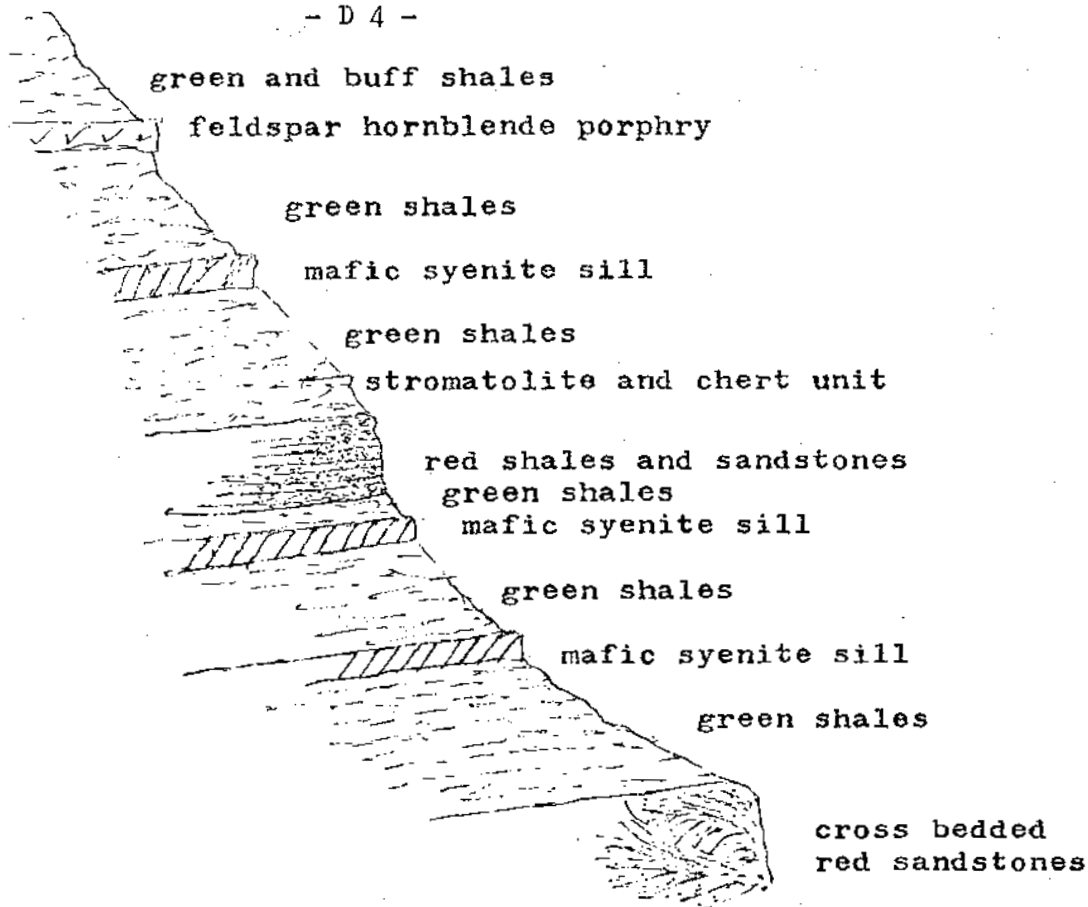 - D 4 -
green and buff shales
feldspar hornblende porphry
green shales
mafic syenite sill
green shales
stromatolite and chert unit
red shales and sandstones
green shales
mafic syenite sill
green shales
mafic syenite sill
green shales
cross bedded
red sandstones